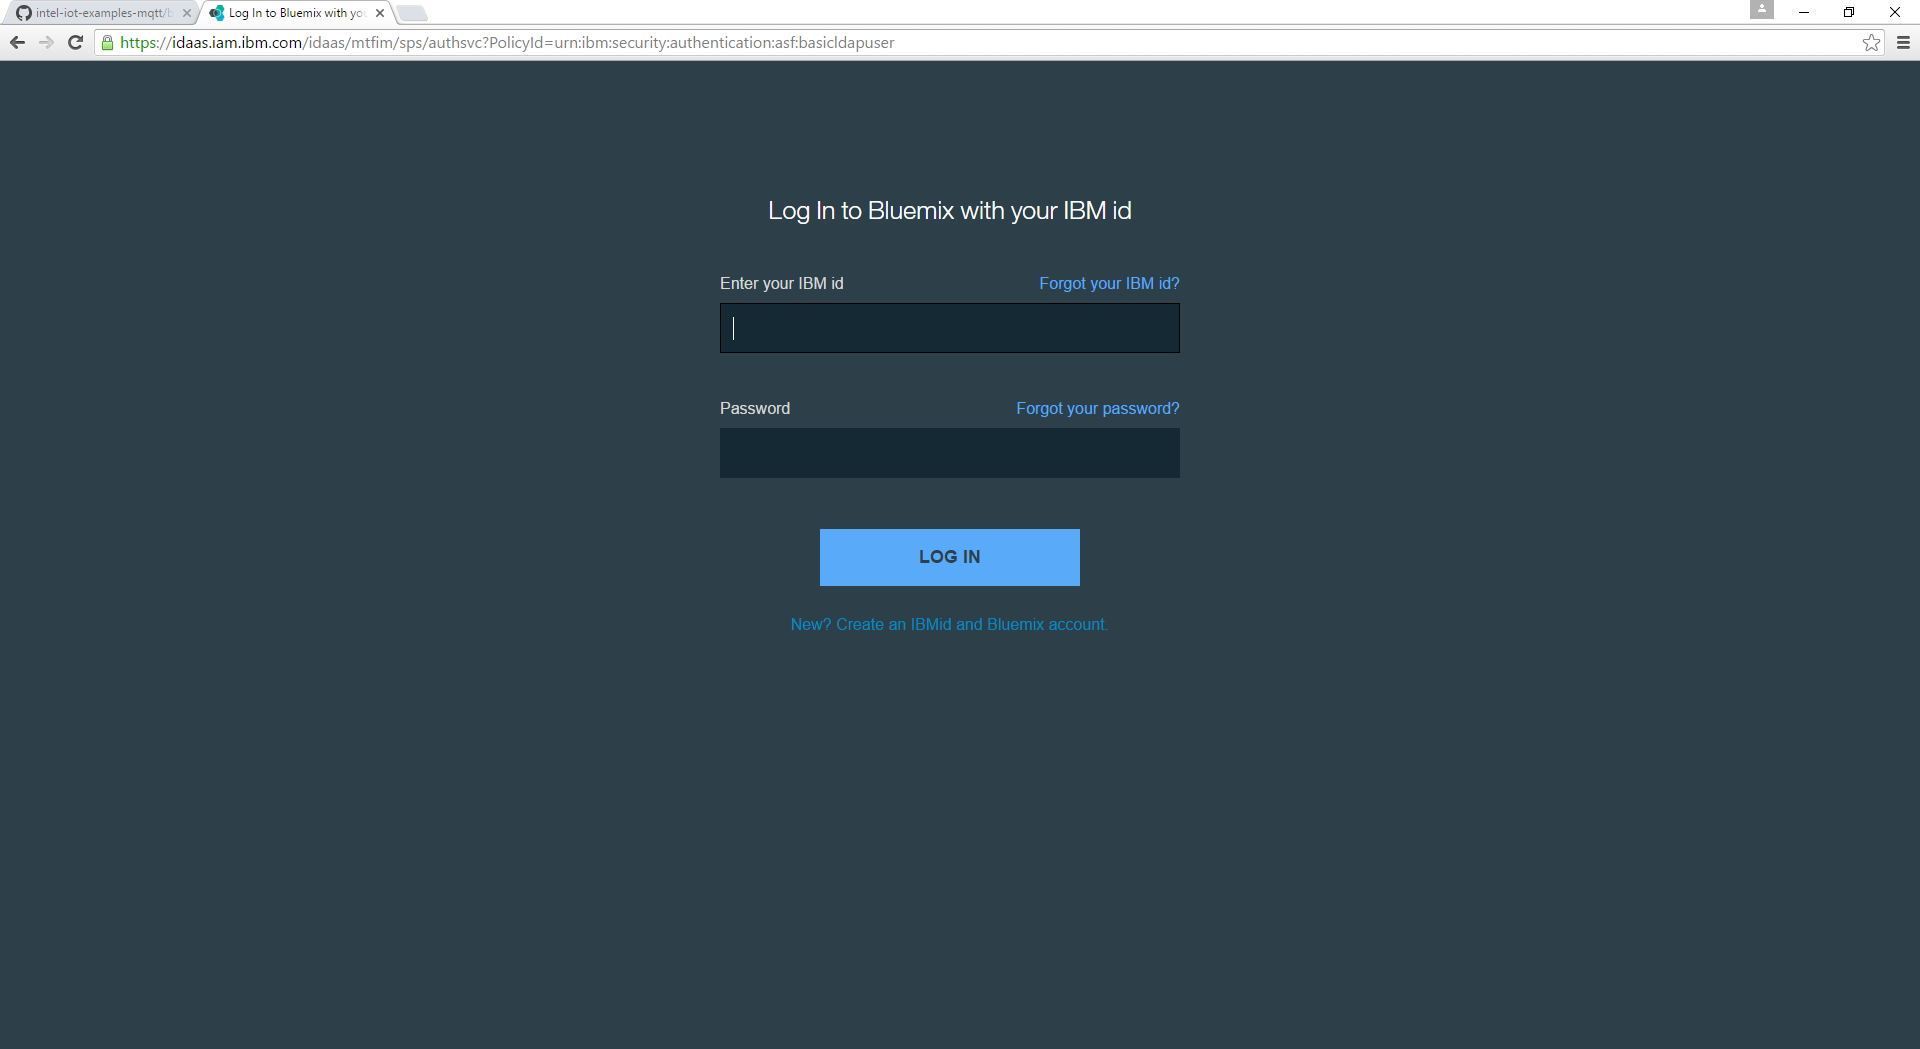 intel-iot-examples-mqtt/b
Log In to Bluemix with you
https://idaas.iam.ibm.com/idaas/mtfim/sps/authsvc?PolicyId=urn:ibm:security:authentication:asf:basicldapuser
Log In to Bluemix with your IBM id
Enter your IBM id
Forgot your IBM id?
Password
Forgot your password?
LOG IN
New? Create an IBMid and Bluemix account.